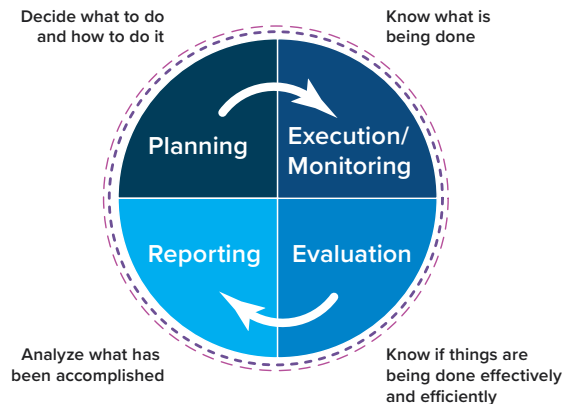 Decide what to do
and how to do it
Know what is
being done
Planning
Execution/
Monitoring
Reporting
Evaluation
Analyze what has
been accomplished
Know if things are
being done effectively
and efficiently